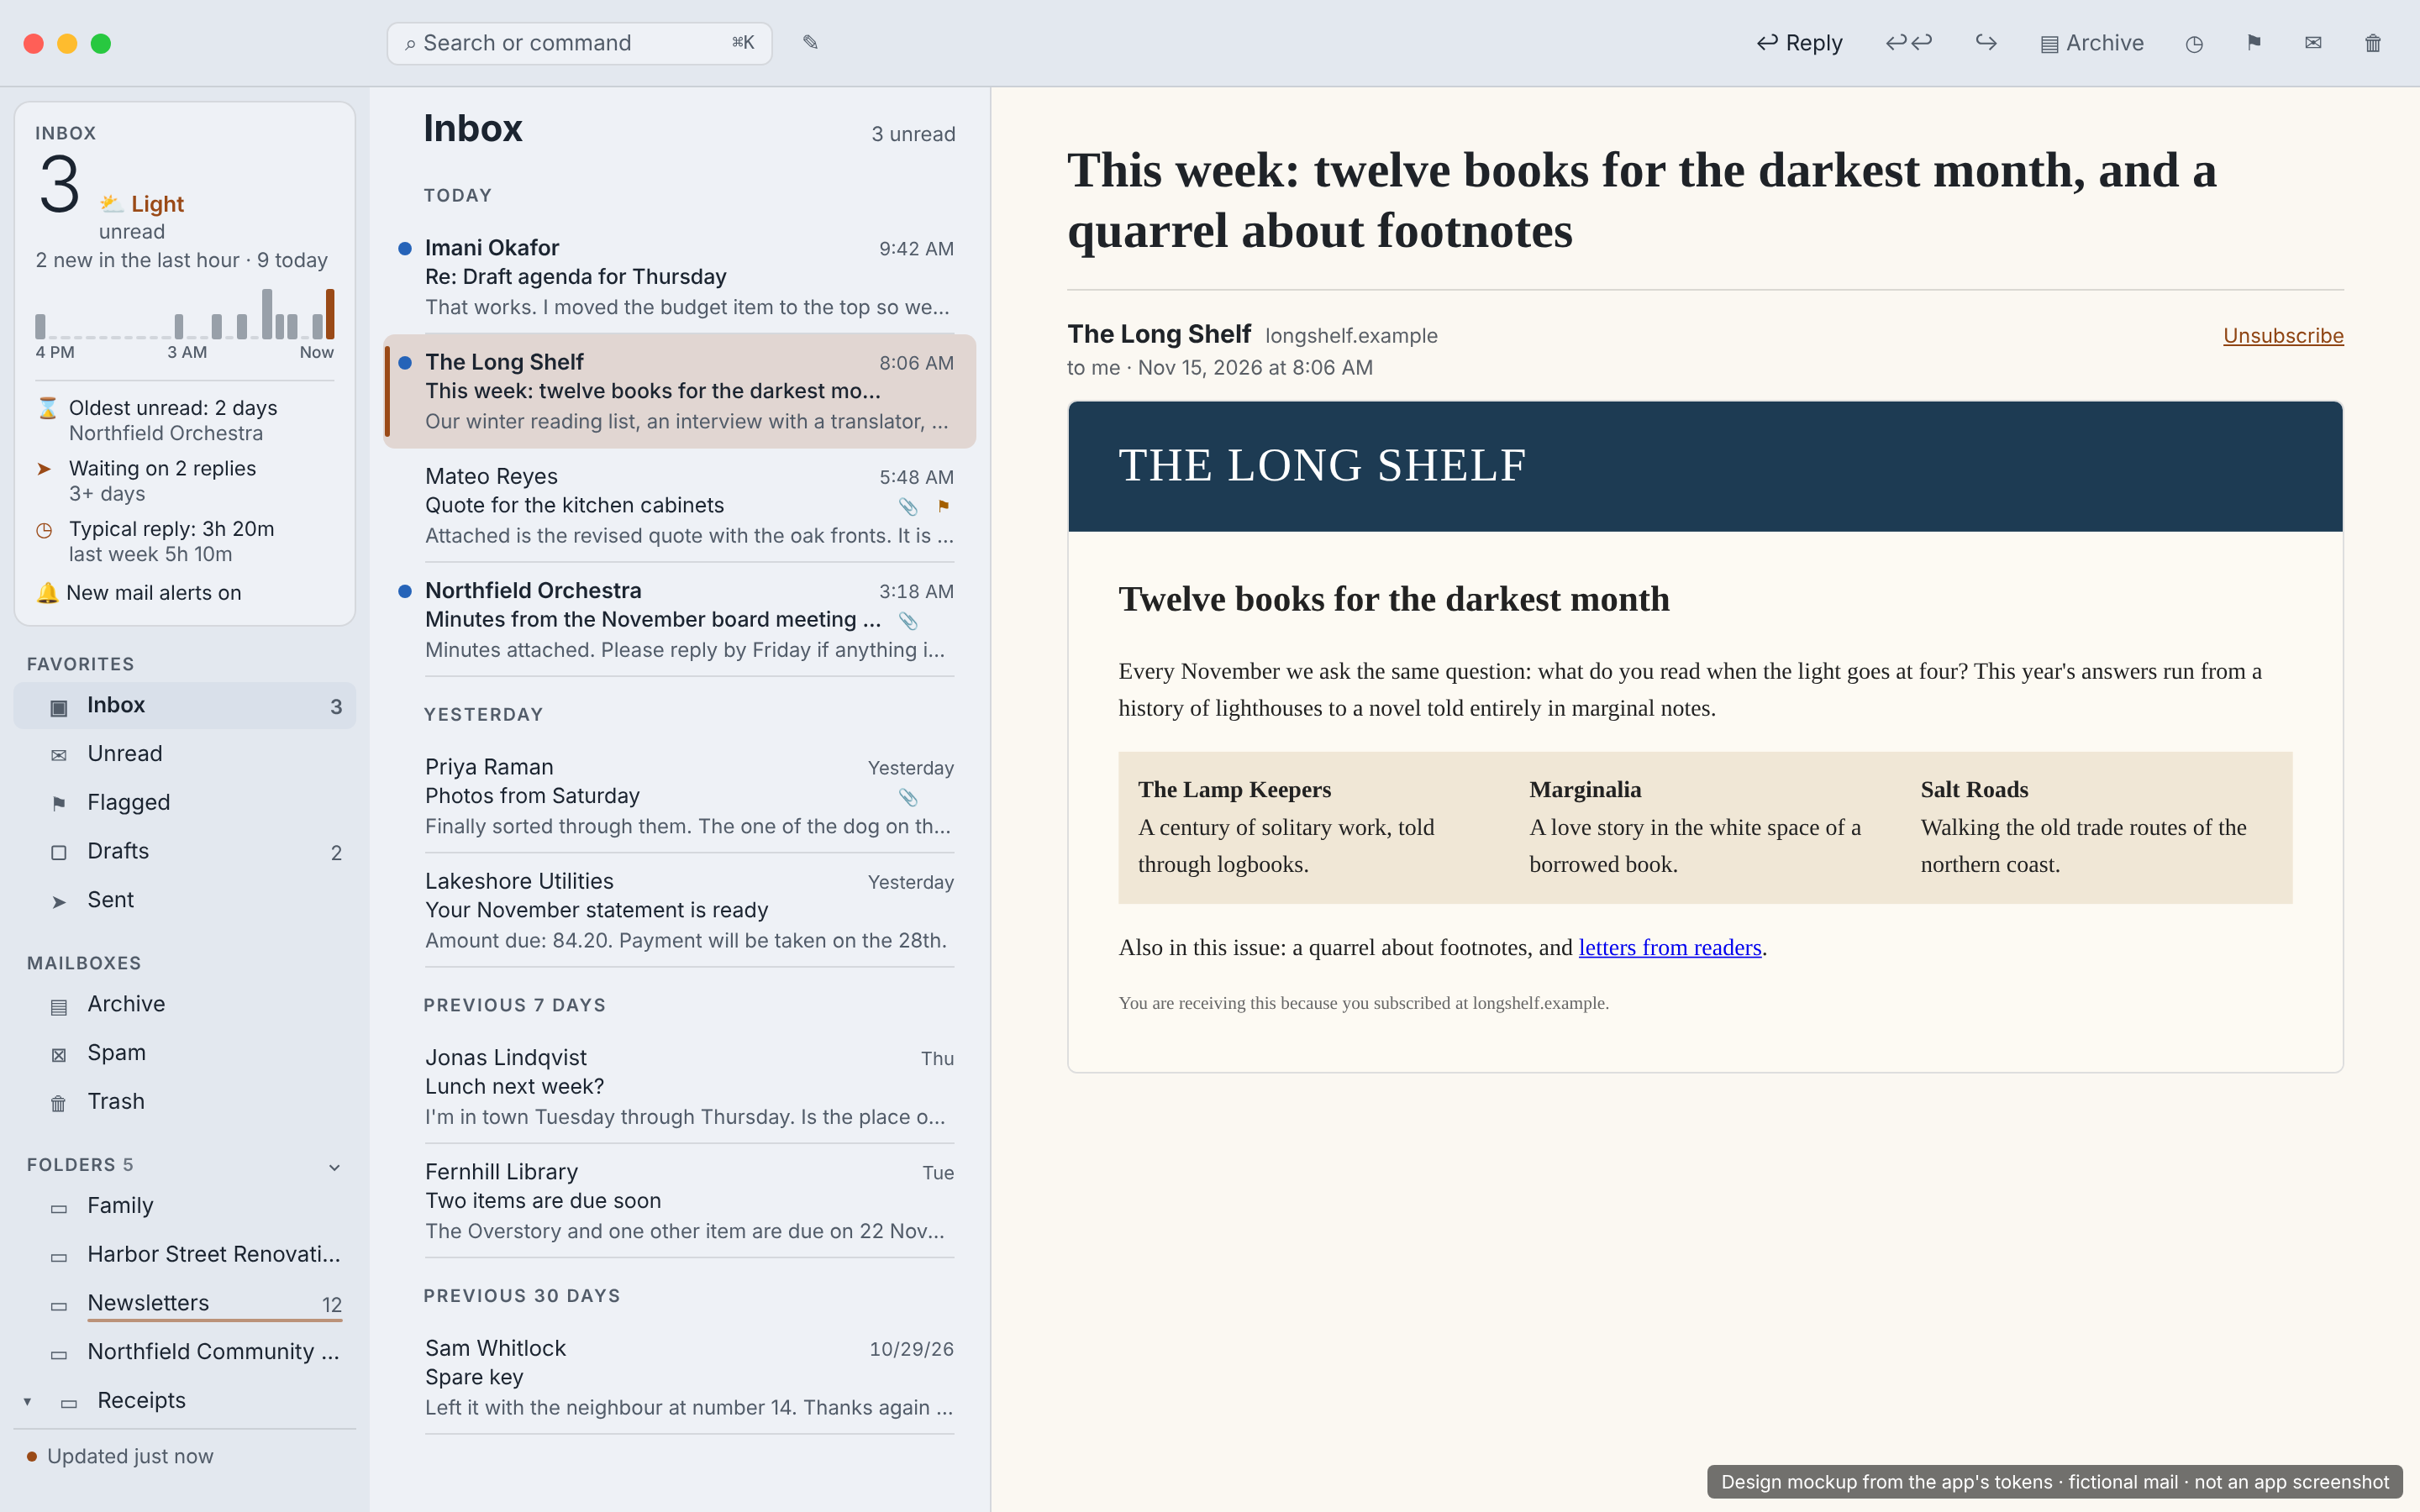 Search or command ⌘K
Reply
Archive
INBOX
3
Light
unread
2 new in the last hour · 9 today
4 PM 3 AM Now
Oldest unread: 2 days
Northfield Orchestra
Waiting on 2 replies
3+ days
Typical reply: 3h 20m
last week 5h 10m
New mail alerts on
FAVORITES
Inbox 3
Unread
Flagged
Drafts 2
Sent
MAILBOXES
Archive
Spam
Trash
FOLDERS 5
Family
Harbor Street Renovati…
Newsletters 12
Northfield Community …
Receipts
Updated just now
Inbox 3 unread
TODAY
Imani Okafor 9:42 AM
Re: Draft agenda for Thursday
That works. I moved the budget item to the top so we…
The Long Shelf 8:06 AM
This week: twelve books for the darkest mo…
Our winter reading list, an interview with a translator, …
Mateo Reyes 5:48 AM
Quote for the kitchen cabinets
Attached is the revised quote with the oak fronts. It is …
Northfield Orchestra 3:18 AM
Minutes from the November board meeting …
Minutes attached. Please reply by Friday if anything i…
YESTERDAY
Priya Raman Yesterday
Photos from Saturday
Finally sorted through them. The one of the dog on th…
Lakeshore Utilities Yesterday
Your November statement is ready
Amount due: 84.20. Payment will be taken on the 28th.
PREVIOUS 7 DAYS
Jonas Lindqvist Thu
Lunch next week?
I'm in town Tuesday through Thursday. Is the place o…
Fernhill Library Tue
Two items are due soon
The Overstory and one other item are due on 22 Nov…
PREVIOUS 30 DAYS
Sam Whitlock 10/29/26
Spare key
Left it with the neighbour at number 14. Thanks again …
This week: twelve books for the darkest month, and a
quarrel about footnotes
The Long Shelf longshelf.example Unsubscribe
to me · Nov 15, 2026 at 8:06 AM
THE LONG SHELF
Twelve books for the darkest month
Every November we ask the same question: what do you read when the light goes at four? This year's answers run from a
history of lighthouses to a novel told entirely in marginal notes.
The Lamp Keepers
A century of solitary work, told
through logbooks.
Marginalia
A love story in the white space of a
borrowed book.
Salt Roads
Walking the old trade routes of the
northern coast.
Also in this issue: a quarrel about footnotes, and letters from readers.
You are receiving this because you subscribed at longshelf.example.
Design mockup from the app's tokens · fictional mail · not an app screenshot